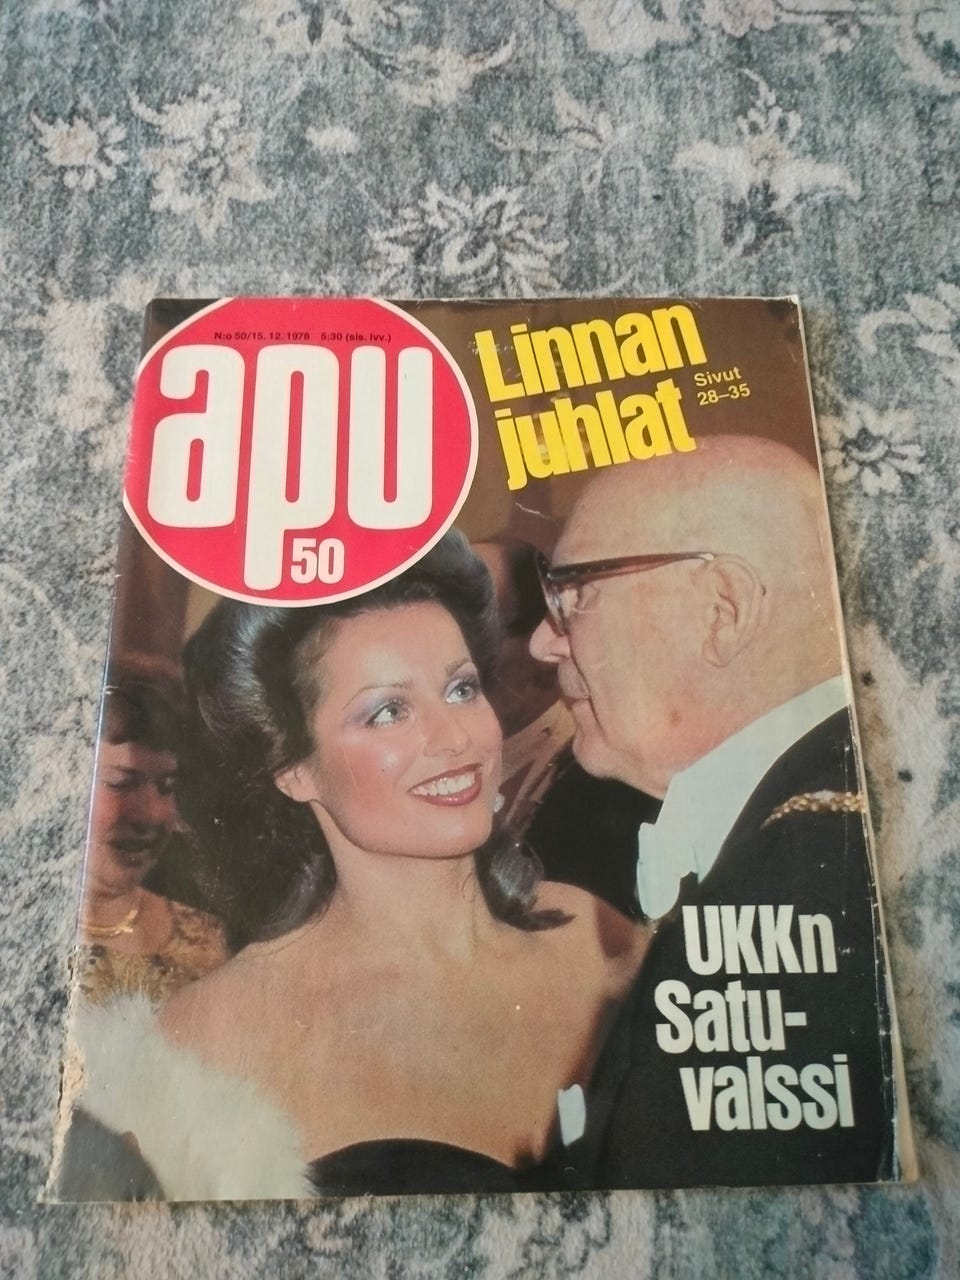 N:o 50/15. 12. 1978 5:30 (sis. lvv.)
apu
50
Linnan
juhlat
Sivut
28–35
UKKn
Satu-
valssi